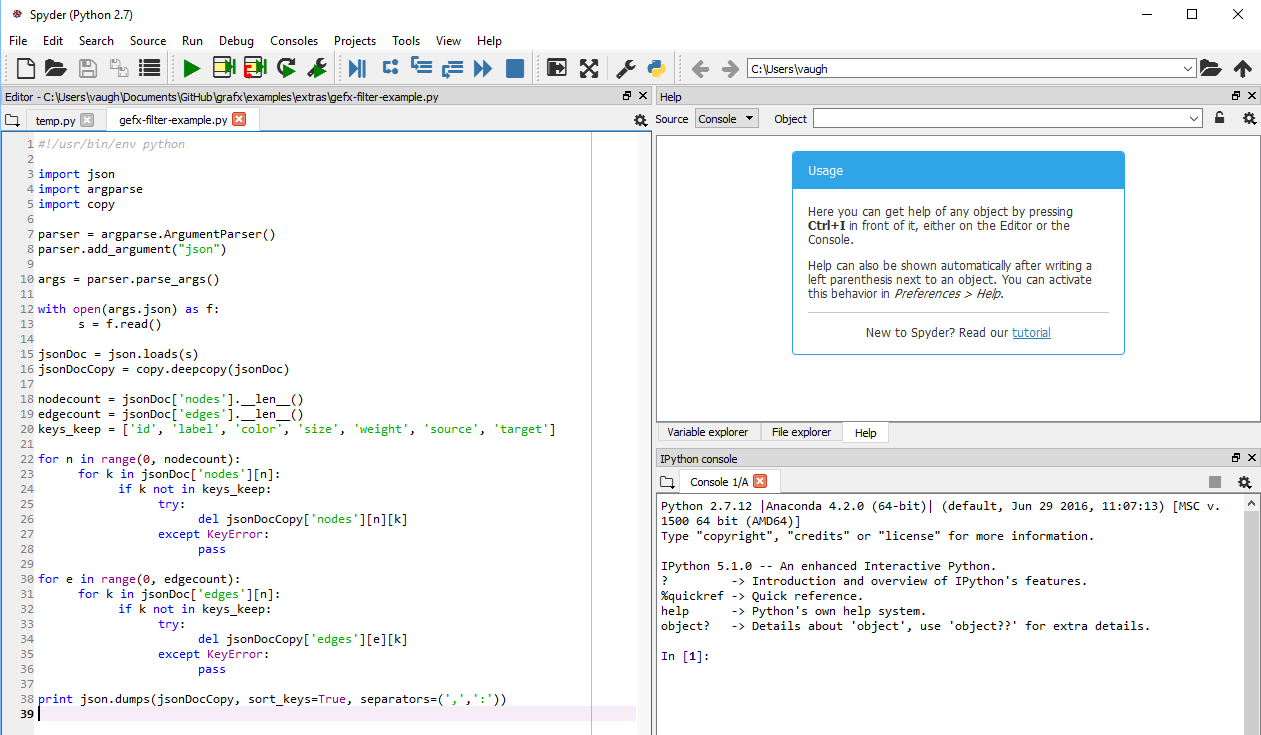 Spyder (Python 2.7)
File Edit Search Source Run Debug Consoles Projects Tools View Help
C:\Users\vaugh
Editor - C:\Users\vaugh\Documents\GitHub\grafx\examples\extras\gefx-filter-example.py
temp.py gefx-filter-example.py
1 #!/usr/bin/env python
2
3 import json
4 import argparse
5 import copy
6
7 parser = argparse.ArgumentParser()
8 parser.add_argument("json")
9
10 args = parser.parse_args()
11
12 with open(args.json) as f:
13 s = f.read()
14
15 jsonDoc = json.loads(s)
16 jsonDocCopy = copy.deepcopy(jsonDoc)
17
18 nodecount = jsonDoc['nodes'].__len__()
19 edgecount = jsonDoc['edges'].__len__()
20 keys_keep = ['id', 'label', 'color', 'size', 'weight', 'source', 'target']
21
22 for n in range(0, nodecount):
23 for k in jsonDoc['nodes'][n]:
24 if k not in keys_keep:
25 try:
26 del jsonDocCopy['nodes'][n][k]
27 except KeyError:
28 pass
29
30 for e in range(0, edgecount):
31 for k in jsonDoc['edges'][n]:
32 if k not in keys_keep:
33 try:
34 del jsonDocCopy['edges'][e][k]
35 except KeyError:
36 pass
37
38 print json.dumps(jsonDocCopy, sort_keys=True, separators=(',',':'))
39
Help
Source Console Object
Usage
Here you can get help of any object by pressing
Ctrl+I in front of it, either on the Editor or the
Console.
Help can also be shown automatically after writing a
left parenthesis next to an object. You can activate
this behavior in Preferences > Help.
New to Spyder? Read our tutorial
Variable explorer File explorer Help
IPython console
Console 1/A
Python 2.7.12 |Anaconda 4.2.0 (64-bit)| (default, Jun 29 2016, 11:07:13) [MSC v.
1500 64 bit (AMD64)]
Type "copyright", "credits" or "license" for more information.
IPython 5.1.0 -- An enhanced Interactive Python.
? -> Introduction and overview of IPython's features.
%quickref -> Quick reference.
help -> Python's own help system.
object? -> Details about 'object', use 'object??' for extra details.
In [1]: